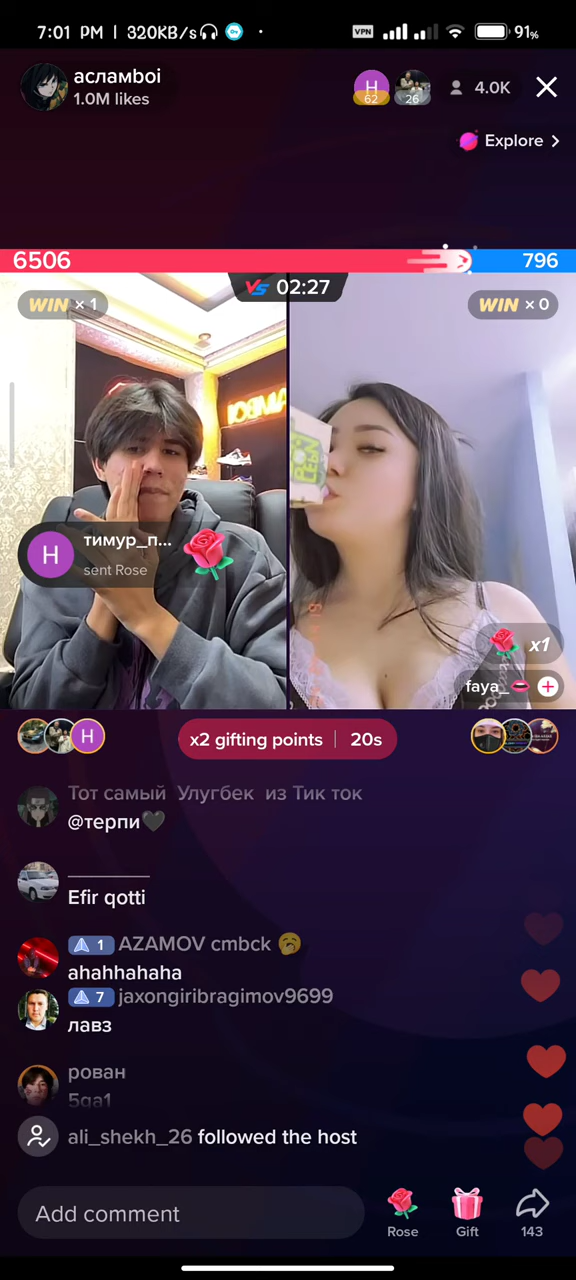 7:01 PM | 320KB/s
VPN
91%
асламboi
1.0M likes
H
62
26
4.0K
Explore
6506
796
VS 02:27
WIN x 1
WIN x 0
H
тимур_п...
sent Rose
x1
faya_
H
x2 gifting points | 20s
Тот самый Улугбек из Тик ток
@терпи🖤
Efir qotti
1 AZAMOV cmbck 🥱
ahahhahaha
7 jaxongiribragimov9699
лавз
рован
5ga1
ali_shekh_26 followed the host
Add comment
Rose
Gift
143